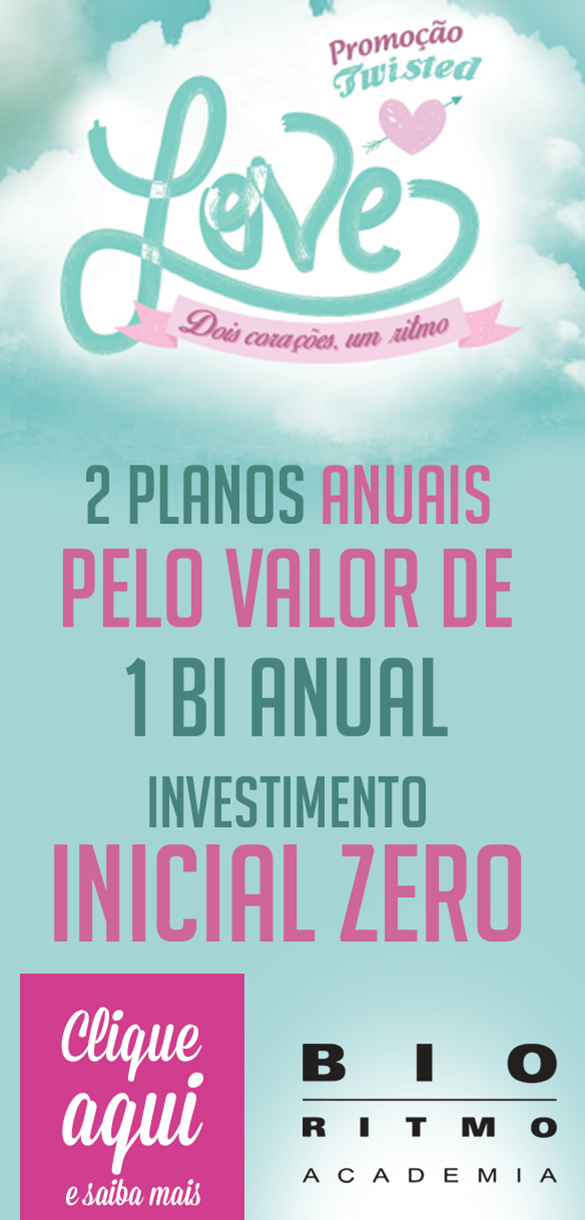 Promoção
Twisted
Love
Dois corações, um ritmo
2 PLANOS ANUAIS
PELO VALOR DE
1 BI ANUAL
INVESTIMENTO
INICIAL ZERO
Clique
aqui
e saiba mais
BIO
RITMO
ACADEMIA